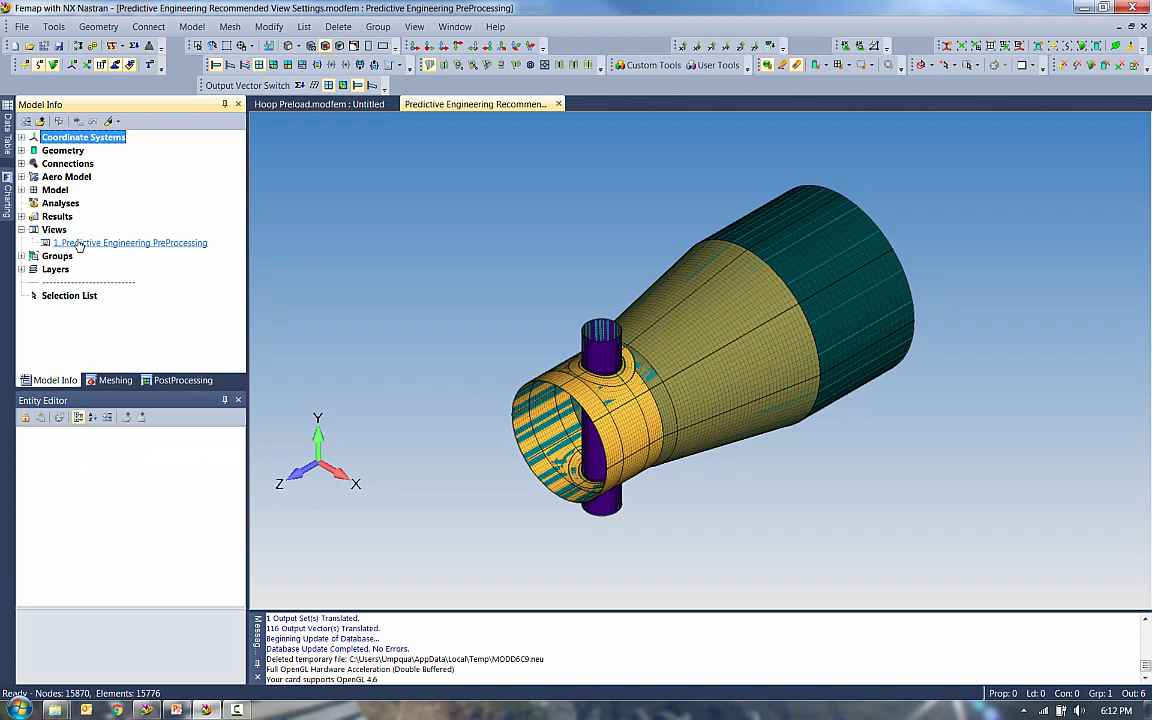 Femap with NX Nastran - [Predictive Engineering Recommended View Settings.modfem : Predictive Engineering PreProcessing]
File Tools Geometry Connect Model Mesh Modify List Delete Group View Window Help
Custom Tools User Tools
Output Vector Switch
Model Info
Hoop Preload.modfem : Untitled
Predictive Engineering Recommen...
Data Table
Charting
Coordinate Systems
Geometry
Connections
Aero Model
Model
Analyses
Results
Views
1..Predictive Engineering PreProcessing
Groups
Layers
Selection List
Model Info Meshing PostProcessing
Entity Editor
Y
Z
X
Messag...
1 Output Set(s) Translated.
116 Output Vector(s) Translated.
Beginning Update of Database...
Database Update Completed. No Errors.
Deleted temporary file: C:\Users\Umpqua\AppData\Local\Temp\MODD6C9.neu
Full OpenGL Hardware Acceleration (Double Buffered)
Your card supports OpenGL 4.6
Ready - Nodes: 15870, Elements: 15776
Prop: 0 Ld: 0 Con: 0 Grp: 1 Out: 6
6:12 PM